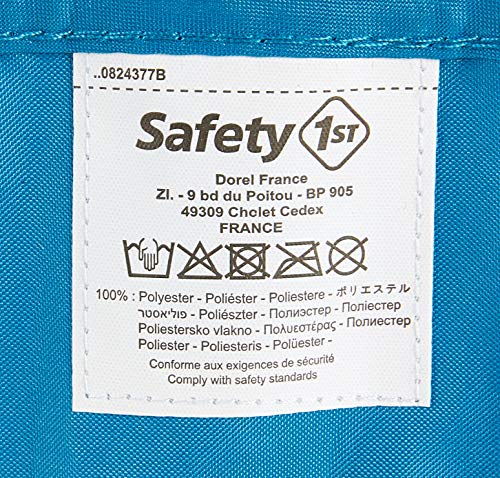 ..0824377B
Safety 1ST
Dorel France
ZI. - 9 bd du Poitou - BP 905
49309 Cholet Cedex
FRANCE
100% : Polyester - Poliéster - Poliestere - ポリエステル
פוליאסטר - Poliészter - Полиэстер - Поліестер
Poliestersko vlakno - Πολυεστέρας - Полиестер
Poliester - Poliesteris - Polüester -
Conforme aux exigences de sécurité
Comply with safety standards